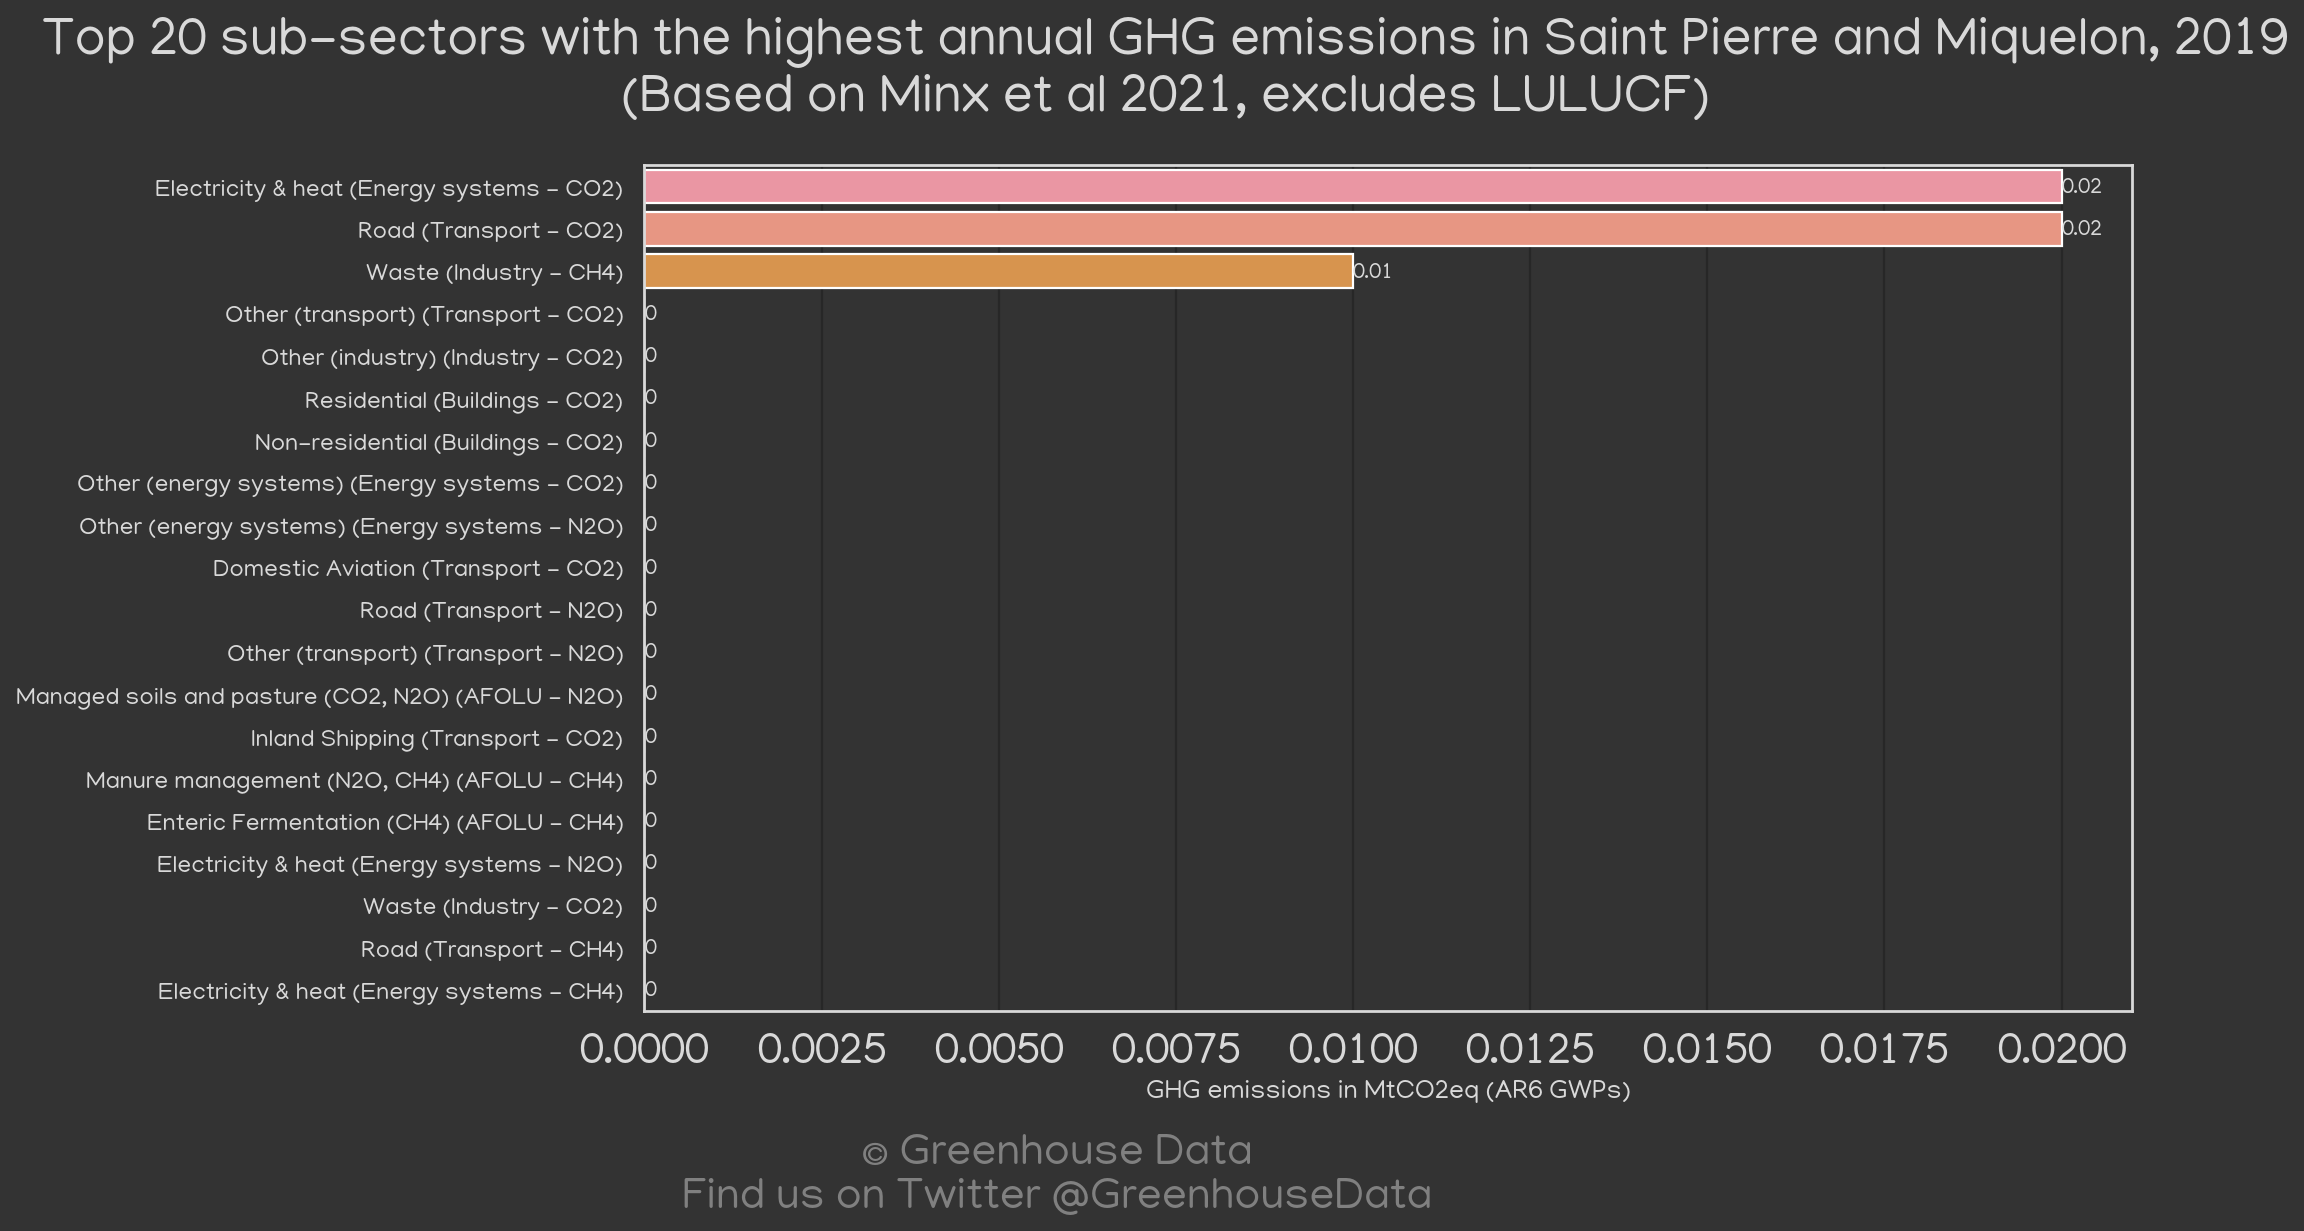 Top 20 sub-sectors with the highest annual GHG emissions in Saint Pierre and Miquelon, 2019
(Based on Minx et al 2021, excludes LULUCF)
Electricity & heat (Energy systems - CO2) 0.02
Road (Transport - CO2) 0.02
Waste (Industry - CH4) 0.01
Other (transport) (Transport - CO2) 0
Other (industry) (Industry - CO2) 0
Residential (Buildings - CO2) 0
Non-residential (Buildings - CO2) 0
Other (energy systems) (Energy systems - CO2) 0
Other (energy systems) (Energy systems - N2O) 0
Domestic Aviation (Transport - CO2) 0
Road (Transport - N2O) 0
Other (transport) (Transport - N2O) 0
Managed soils and pasture (CO2, N2O) (AFOLU - N2O) 0
Inland Shipping (Transport - CO2) 0
Manure management (N2O, CH4) (AFOLU - CH4) 0
Enteric Fermentation (CH4) (AFOLU - CH4) 0
Electricity & heat (Energy systems - N2O) 0
Waste (Industry - CO2) 0
Road (Transport - CH4) 0
Electricity & heat (Energy systems - CH4) 0
0.0000 0.0025 0.0050 0.0075 0.0100 0.0125 0.0150 0.0175 0.0200
GHG emissions in MtCO2eq (AR6 GWPs)
© Greenhouse Data
Find us on Twitter @GreenhouseData